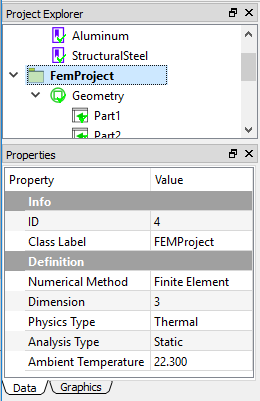 Project Explorer
Aluminum
StructuralSteel
FemProject
Geometry
Part1
Part2
Properties
Property Value
Info
ID 4
Class Label FEMProject
Definition
Numerical Method Finite Element
Dimension 3
Physics Type Thermal
Analysis Type Static
Ambient Temperature 22.300
Data Graphics